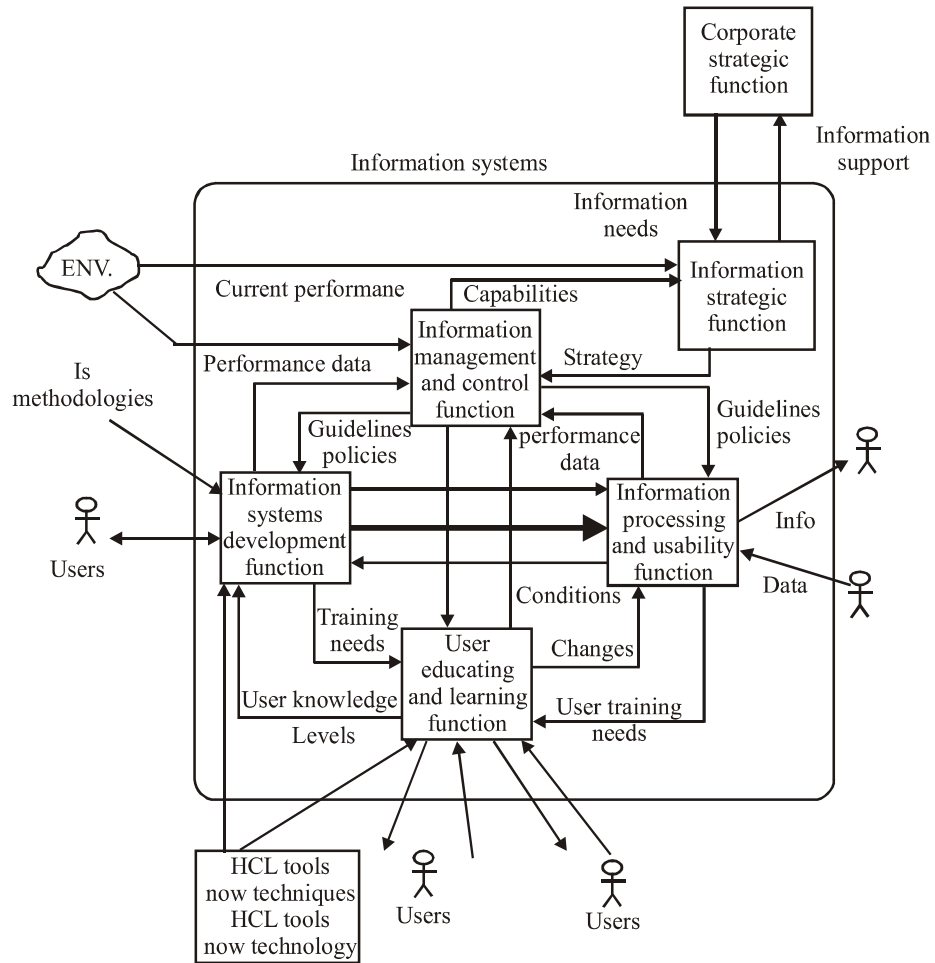 Corporate
strategic
function
Information
support
Information systems
Information
needs
ENV.
Current performane
Capabilities
Information
strategic
function
Information
management
and control
function
Strategy
Performance data
Is
methodologies
Guidelines
policies
performance
data
Guidelines
policies
Information
systems
development
function
Information
processing
and usability
function
Info
Users
Data
Conditions
Training
needs
User
educating
and learning
function
Changes
User knowledge
Levels
User training
needs
HCL tools
now techniques
HCL tools
now technology
Users
Users